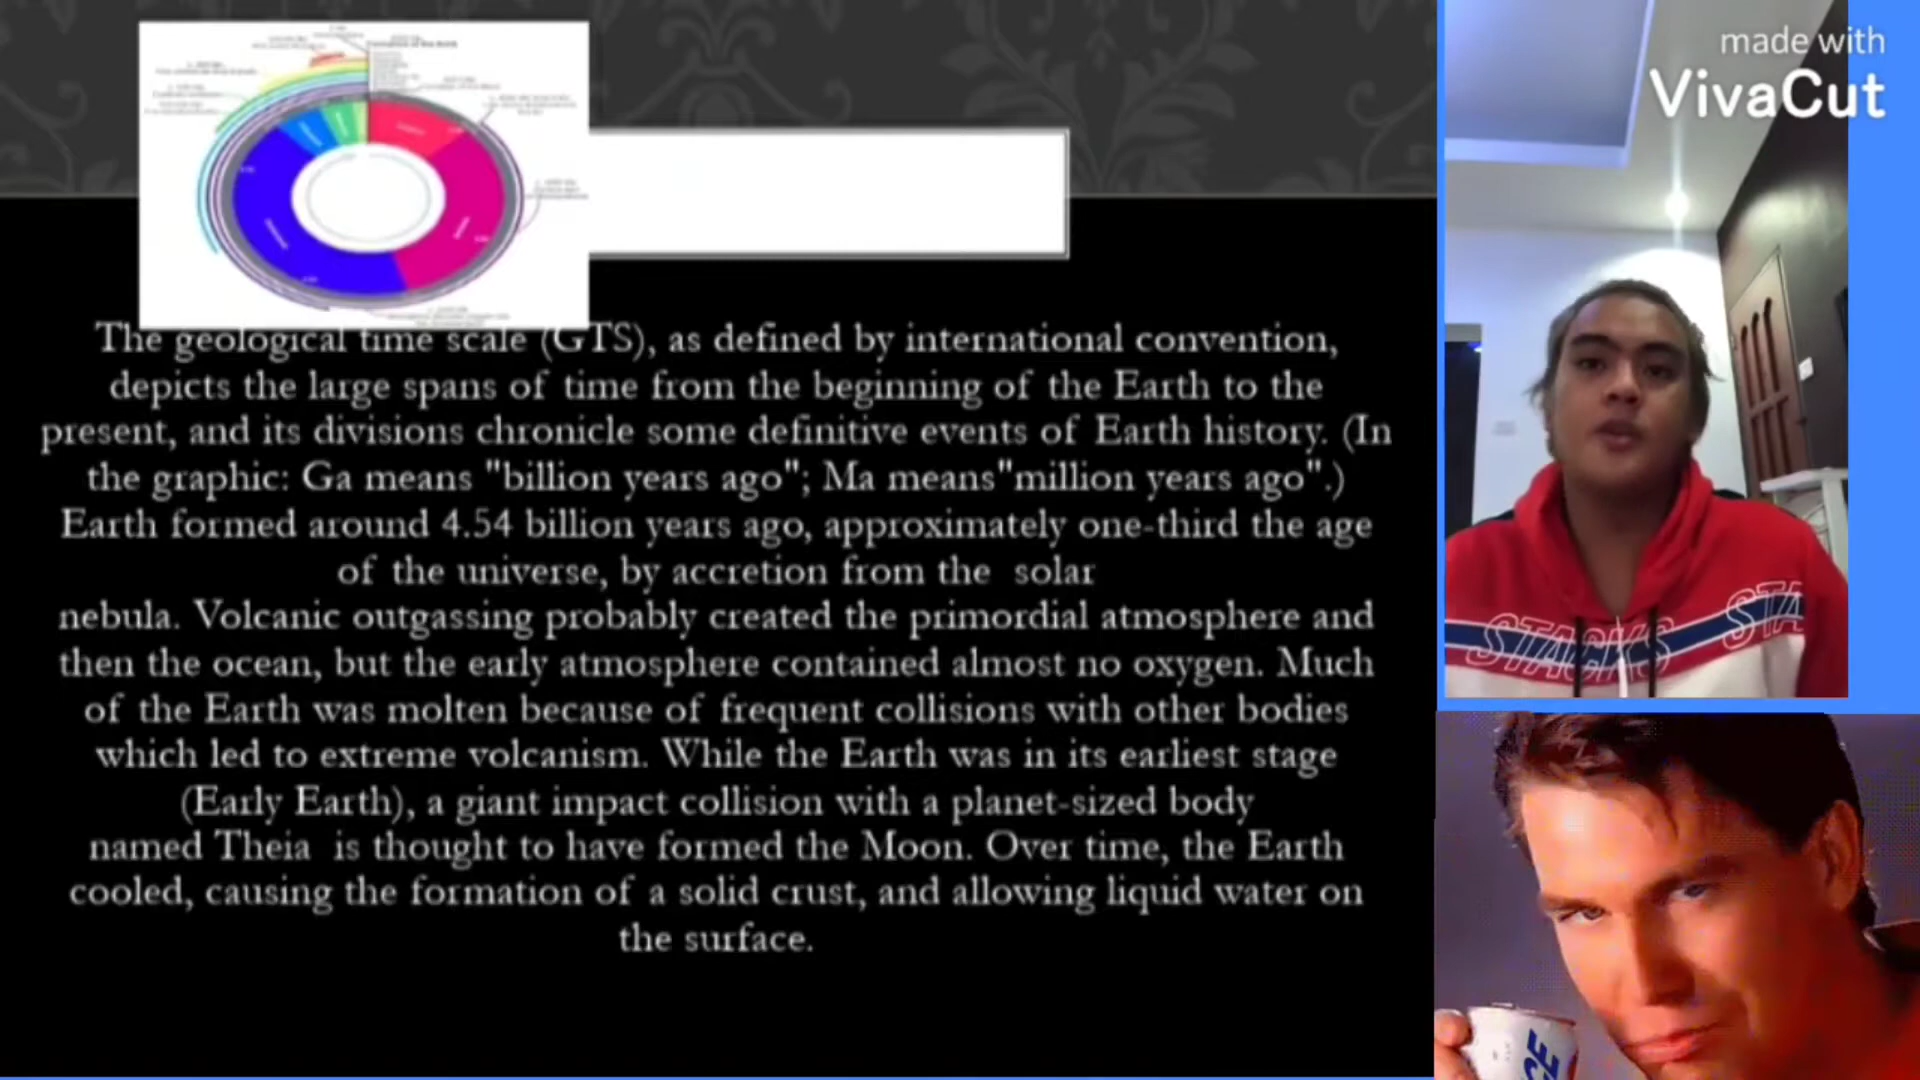 made with
VivaCut
The geological time scale (GTS), as defined by international convention,
depicts the large spans of time from the beginning of the Earth to the
present, and its divisions chronicle some definitive events of Earth history. (In
the graphic: Ga means "billion years ago"; Ma means"million years ago".)
Earth formed around 4.54 billion years ago, approximately one-third the age
of the universe, by accretion from the solar
nebula. Volcanic outgassing probably created the primordial atmosphere and
then the ocean, but the early atmosphere contained almost no oxygen. Much
of the Earth was molten because of frequent collisions with other bodies
which led to extreme volcanism. While the Earth was in its earliest stage
(Early Earth), a giant impact collision with a planet-sized body
named Theia is thought to have formed the Moon. Over time, the Earth
cooled, causing the formation of a solid crust, and allowing liquid water on
the surface.
STACKS STA